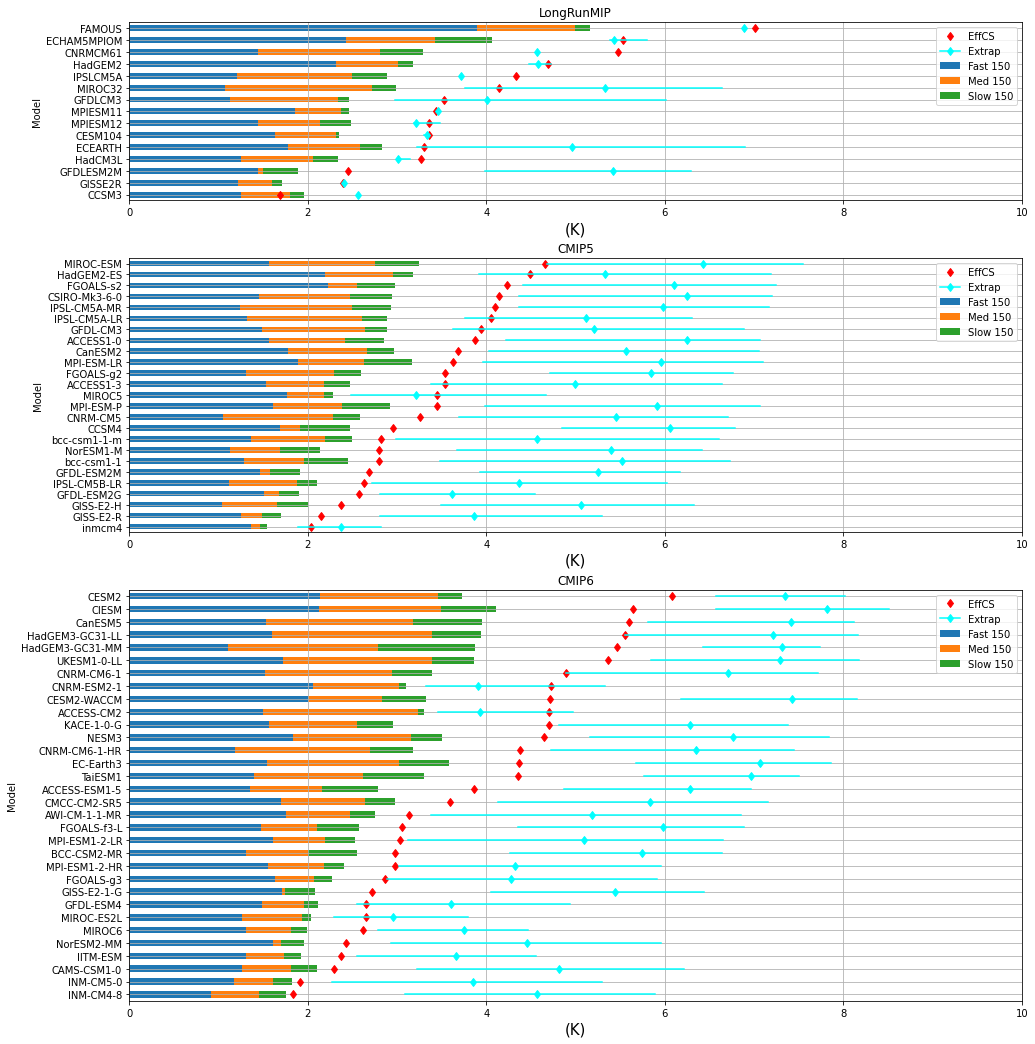 LongRunMIP
FAMOUS
ECHAM5MPIOM
CNRMCM61
HadGEM2
IPSLCM5A
MIROC32
GFDLCM3
MPIESM11
MPIESM12
CESM104
ECEARTH
HadCM3L
GFDLESM2M
GISSE2R
CCSM3
Model
EffCS
Extrap
Fast 150
Med 150
Slow 150
0 2 4 6 8 10
(K)
CMIP5
MIROC-ESM
HadGEM2-ES
FGOALS-s2
CSIRO-Mk3-6-0
IPSL-CM5A-MR
IPSL-CM5A-LR
GFDL-CM3
ACCESS1-0
CanESM2
MPI-ESM-LR
FGOALS-g2
ACCESS1-3
MIROC5
MPI-ESM-P
CNRM-CM5
CCSM4
bcc-csm1-1-m
NorESM1-M
bcc-csm1-1
GFDL-ESM2M
IPSL-CM5B-LR
GFDL-ESM2G
GISS-E2-H
GISS-E2-R
inmcm4
Model
EffCS
Extrap
Fast 150
Med 150
Slow 150
0 2 4 6 8 10
(K)
CMIP6
CESM2
CIESM
CanESM5
HadGEM3-GC31-LL
HadGEM3-GC31-MM
UKESM1-0-LL
CNRM-CM6-1
CNRM-ESM2-1
CESM2-WACCM
ACCESS-CM2
KACE-1-0-G
NESM3
CNRM-CM6-1-HR
EC-Earth3
TaiESM1
ACCESS-ESM1-5
CMCC-CM2-SR5
AWI-CM-1-1-MR
FGOALS-f3-L
MPI-ESM1-2-LR
BCC-CSM2-MR
MPI-ESM1-2-HR
FGOALS-g3
GISS-E2-1-G
GFDL-ESM4
MIROC-ES2L
MIROC6
NorESM2-MM
IITM-ESM
CAMS-CSM1-0
INM-CM5-0
INM-CM4-8
Model
EffCS
Extrap
Fast 150
Med 150
Slow 150
0 2 4 6 8 10
(K)